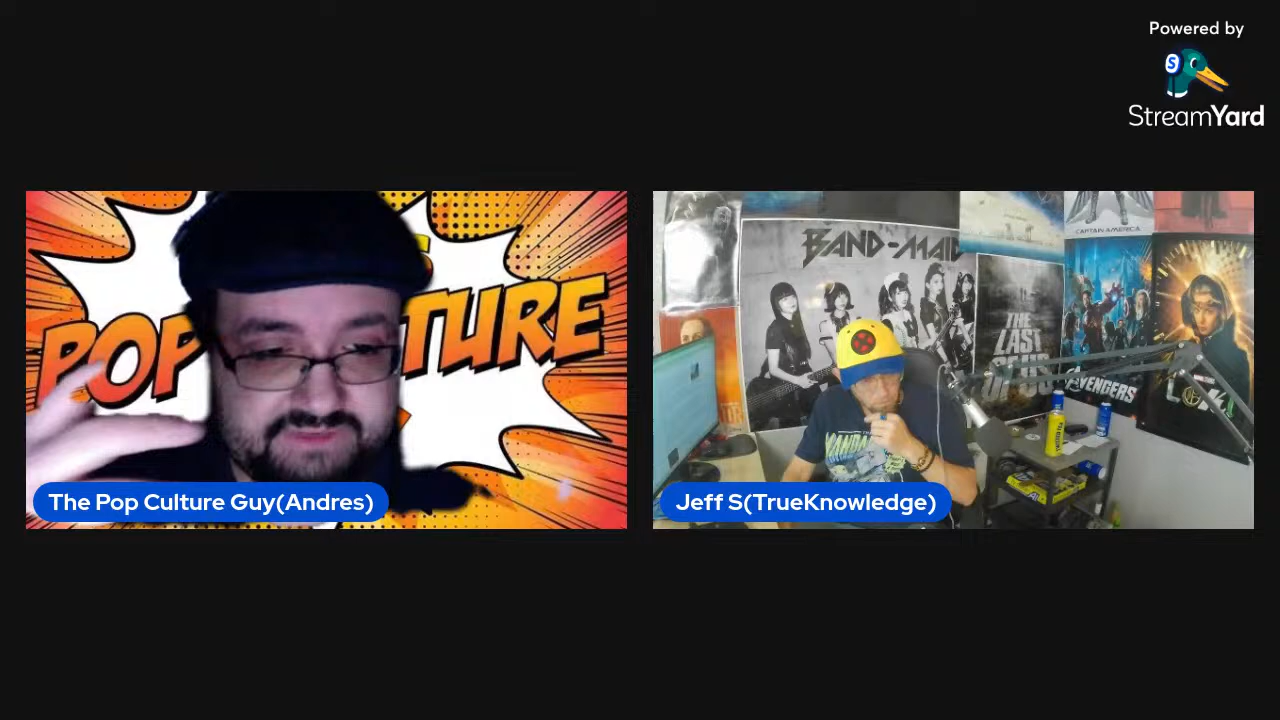 Powered by
StreamYard
POP
TURE
The Pop Culture Guy(Andres)
BAND-MAID
CAPTAIN AMERICA
THE
LAST
AVENGERS
Jeff S(TrueKnowledge)